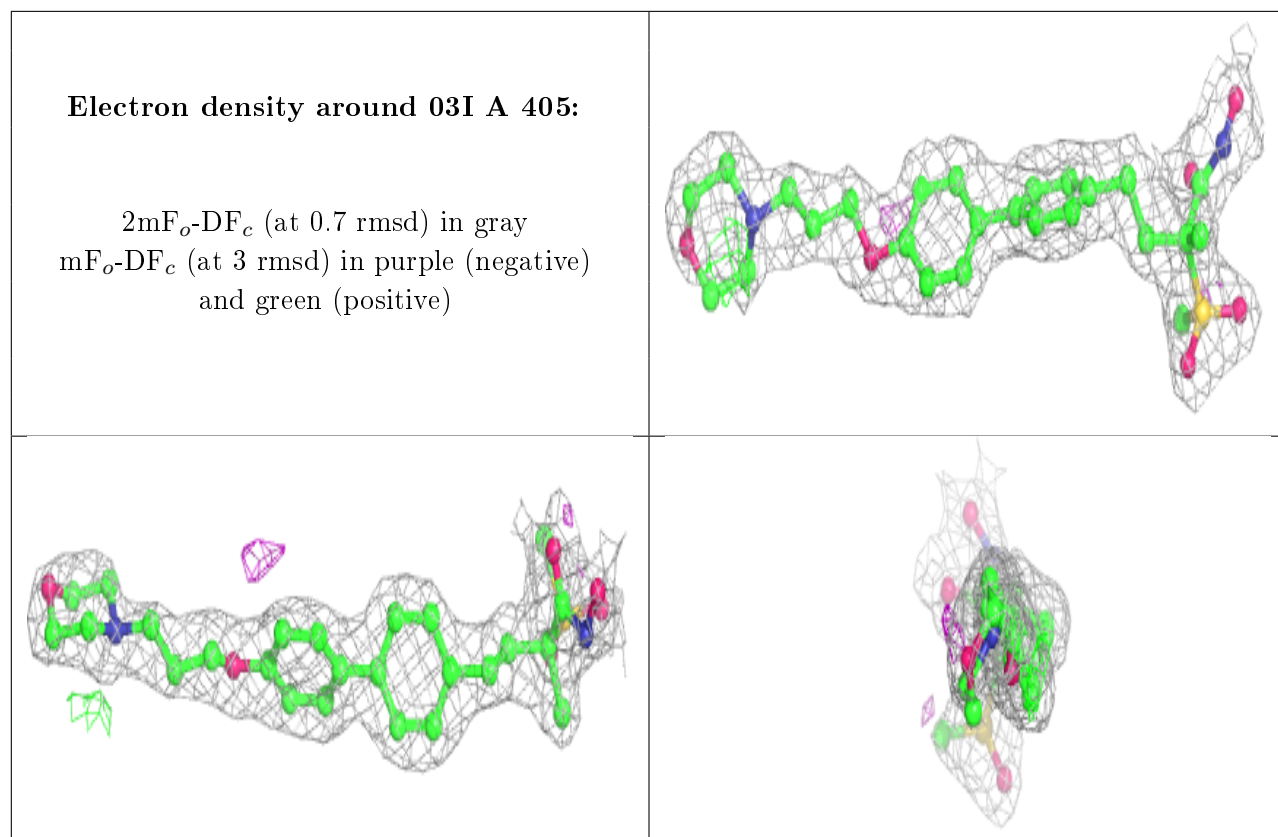 Electron density around 03I A 405:
2mFₒ-DF𝒸 (at 0.7 rmsd) in gray
mFₒ-DF𝒸 (at 3 rmsd) in purple (negative)
and green (positive)